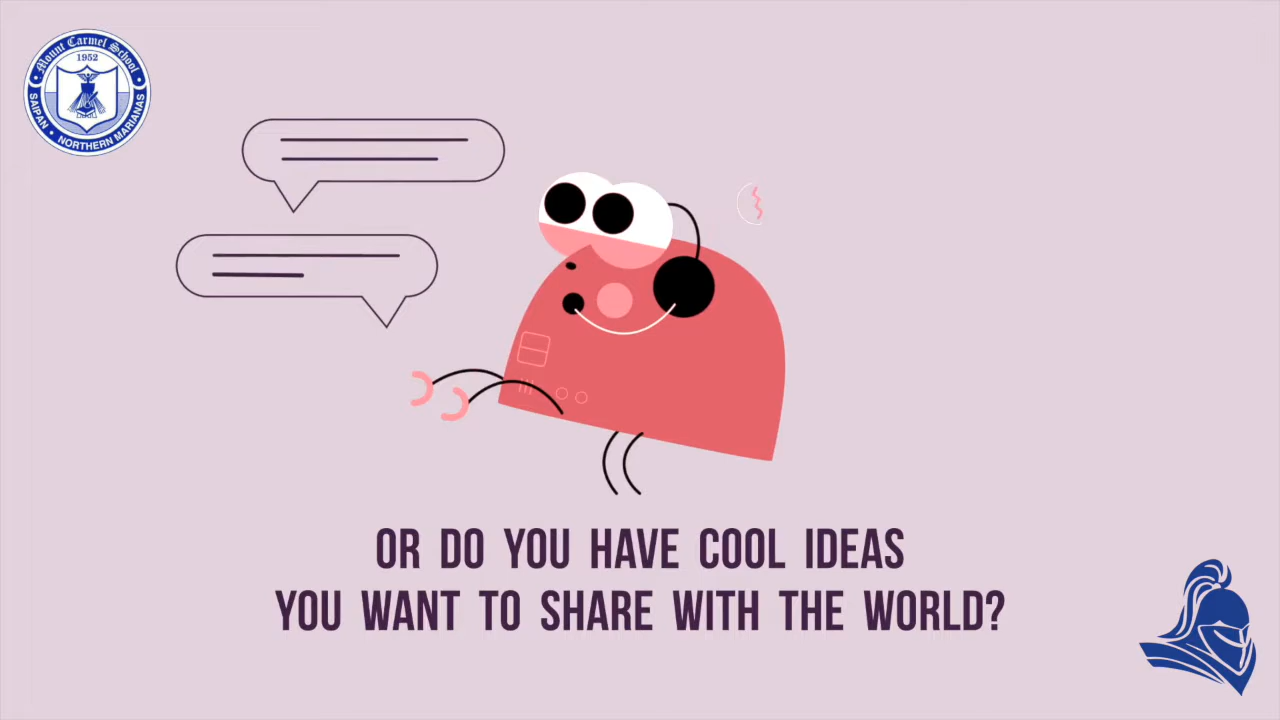 Mount Carmel School
1952
SAIPAN • NORTHERN MARIANAS
OR DO YOU HAVE COOL IDEAS
YOU WANT TO SHARE WITH THE WORLD?